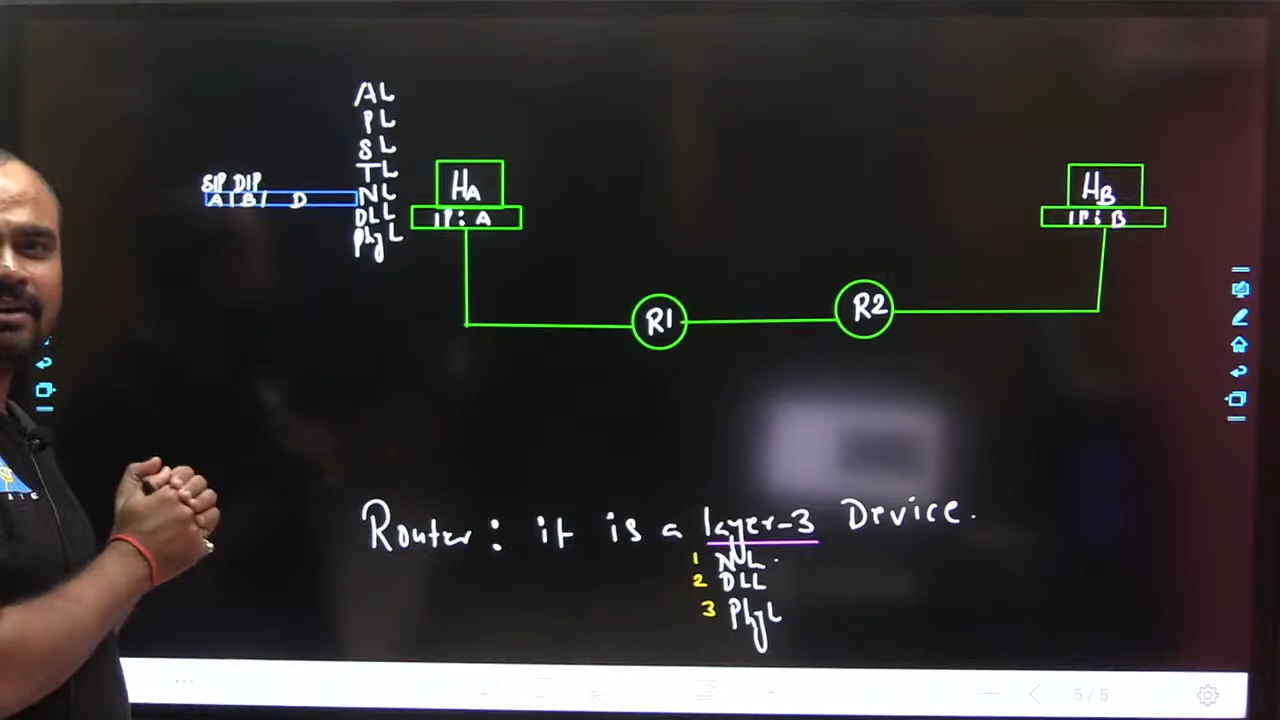 AL
PL
SL
TL
NL
DLL
PhyL
SIP DIP
A | B | D
HA
IP: A
HB
IP: B
R1
R2
Router: it is a layer-3 Device.
1 NL
2 DLL
3 PhyL
5 / 5